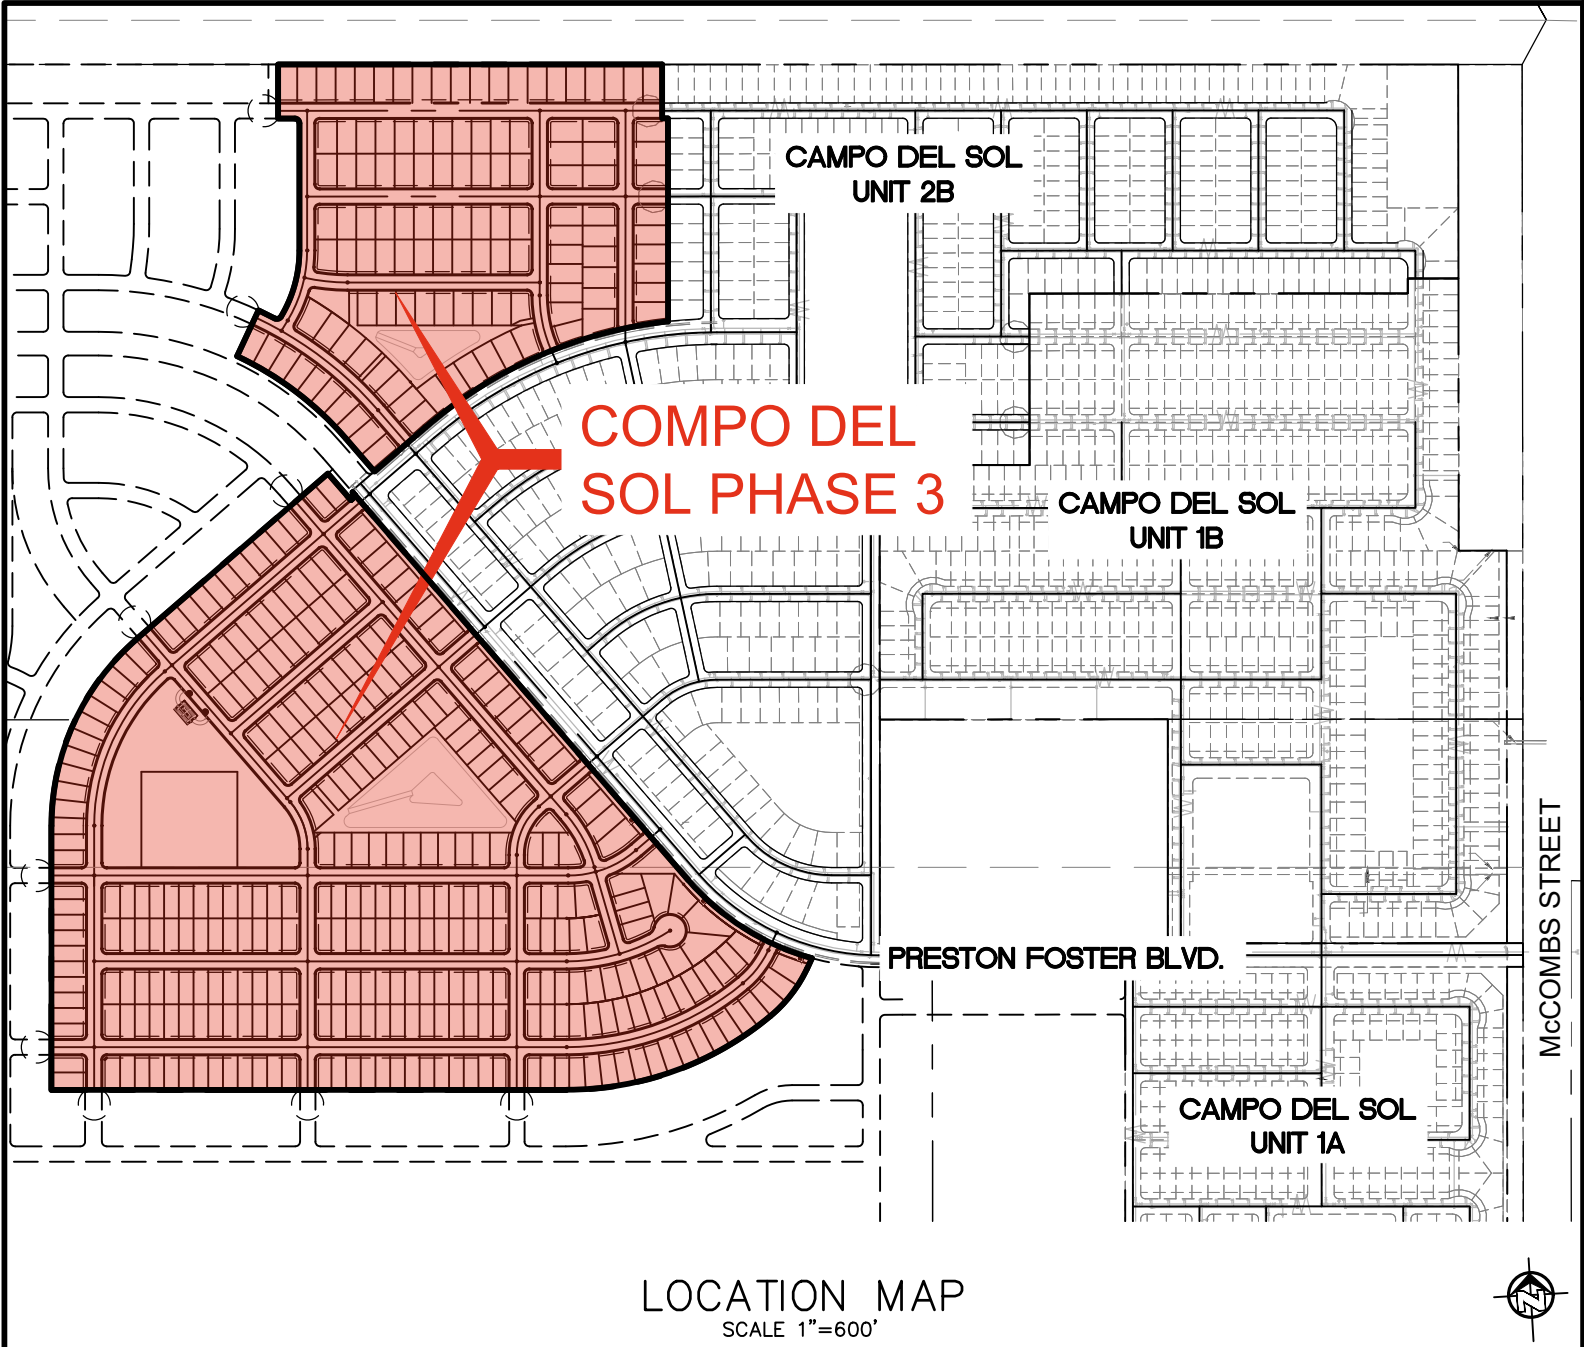 CAMPO DEL SOL
UNIT 2B
COMPO DEL
SOL PHASE 3
CAMPO DEL SOL
UNIT 1B
PRESTON FOSTER BLVD.
McCOMBS STREET
CAMPO DEL SOL
UNIT 1A
LOCATION MAP
SCALE 1"=600'